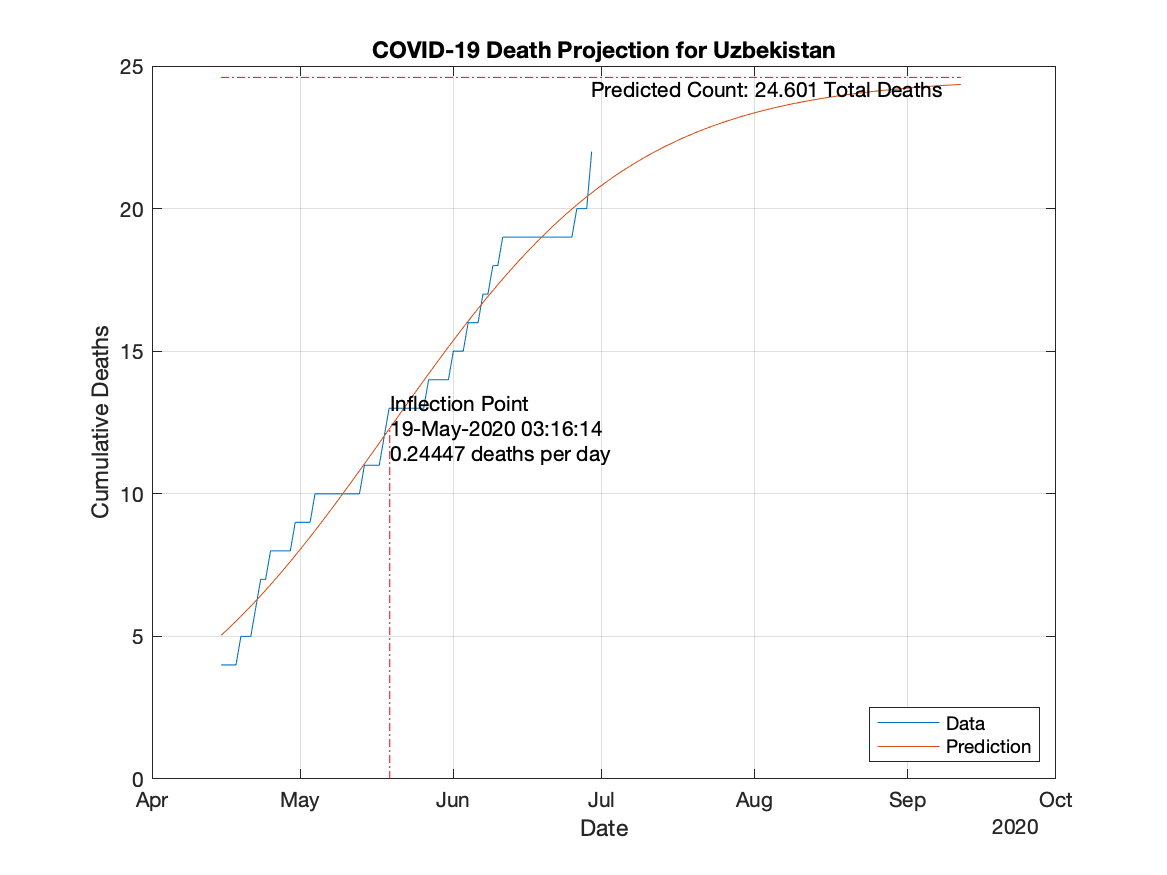 COVID-19 Death Projection for Uzbekistan
25
Predicted Count: 24.601 Total Deaths
20
15
Inflection Point
19-May-2020 03:16:14
0.24447 deaths per day
10
5
0
Cumulative Deaths
Data
Prediction
Apr May Jun Jul Aug Sep Oct
Date
2020